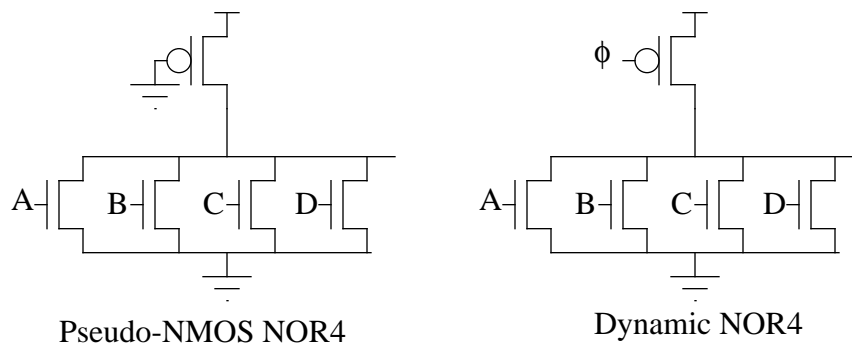 ϕ
A B C D
A B C D
Pseudo-NMOS NOR4
Dynamic NOR4